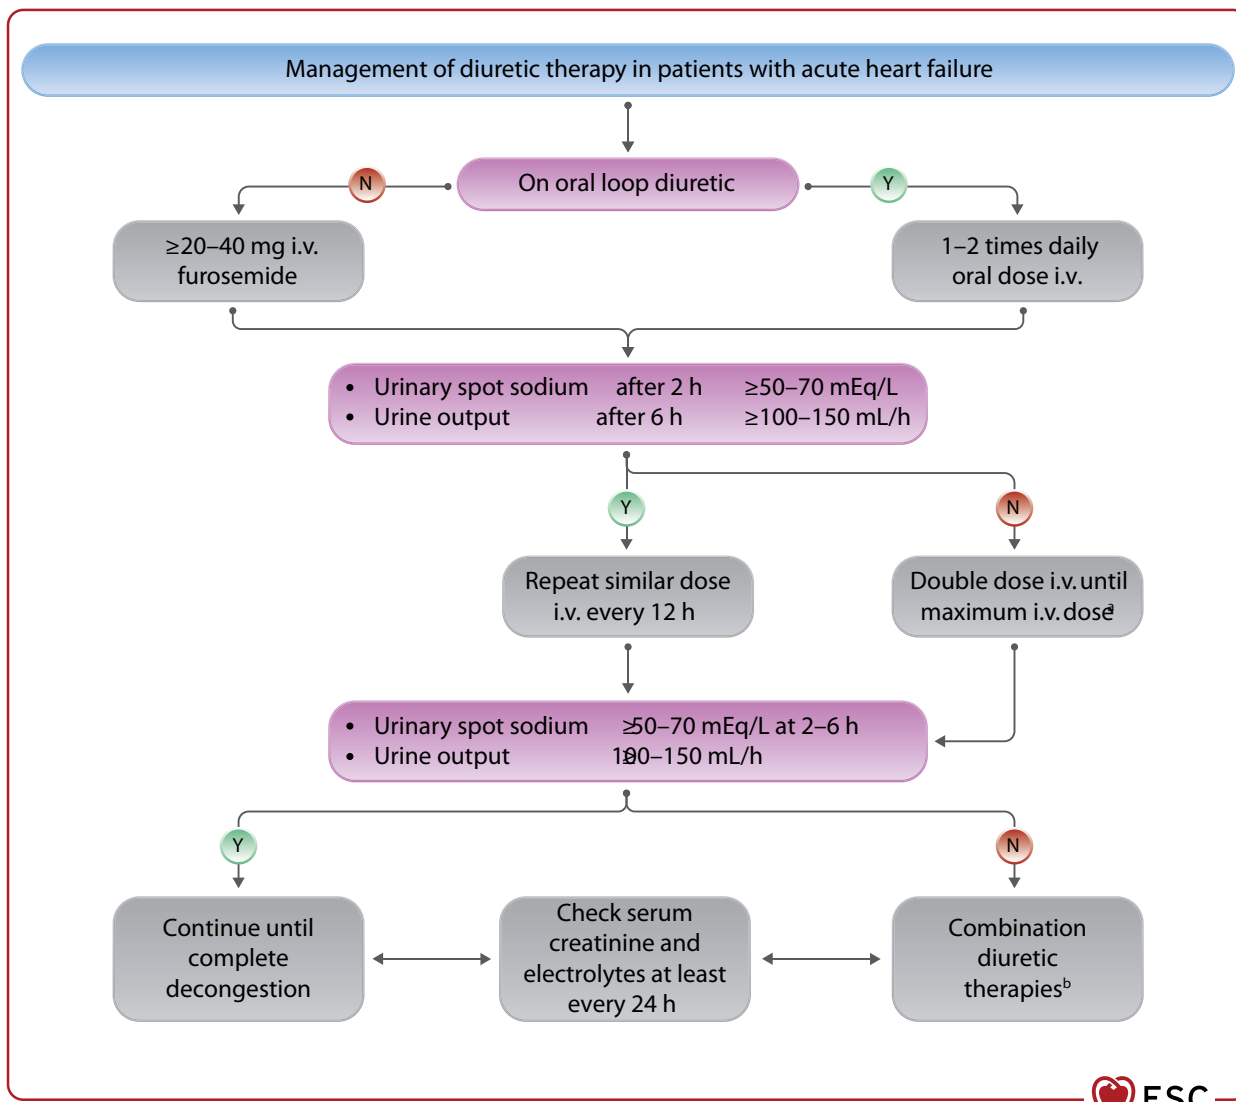 Management of diuretic therapy in patients with acute heart failure
N
On oral loop diuretic
Y
≥20–40 mg i.v.
furosemide
1–2 times daily
oral dose i.v.
• Urinary spot sodium after 2 h ≥50–70 mEq/L
• Urine output after 6 h ≥100–150 mL/h
Y
N
Repeat similar dose
i.v. every 12 h
Double dose i.v. until
maximum i.v. dose^a
• Urinary spot sodium ≥50–70 mEq/L at 2–6 h
• Urine output ≥100–150 mL/h
Y
N
Continue until
complete
decongestion
Check serum
creatinine and
electrolytes at least
every 24 h
Combination
diuretic
therapies^b
ESC